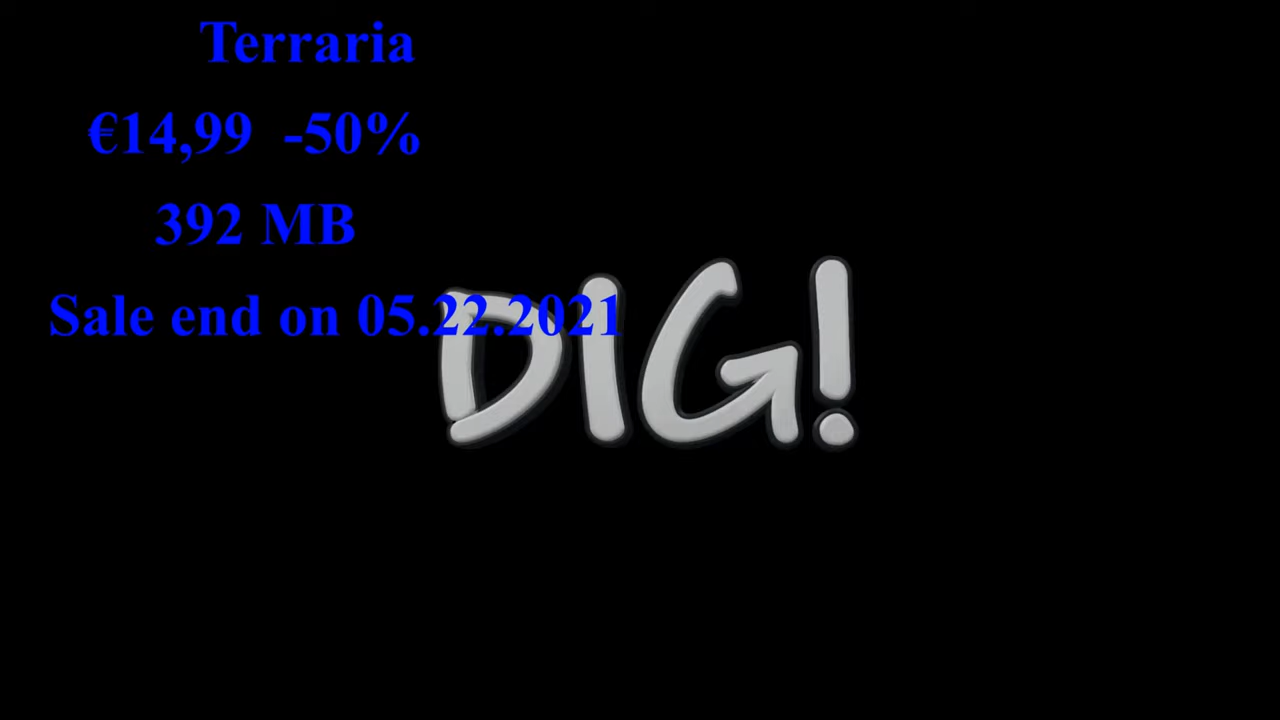 Terraria
€14,99 -50%
392 MB
Sale end on 05.22.2021
DIG!